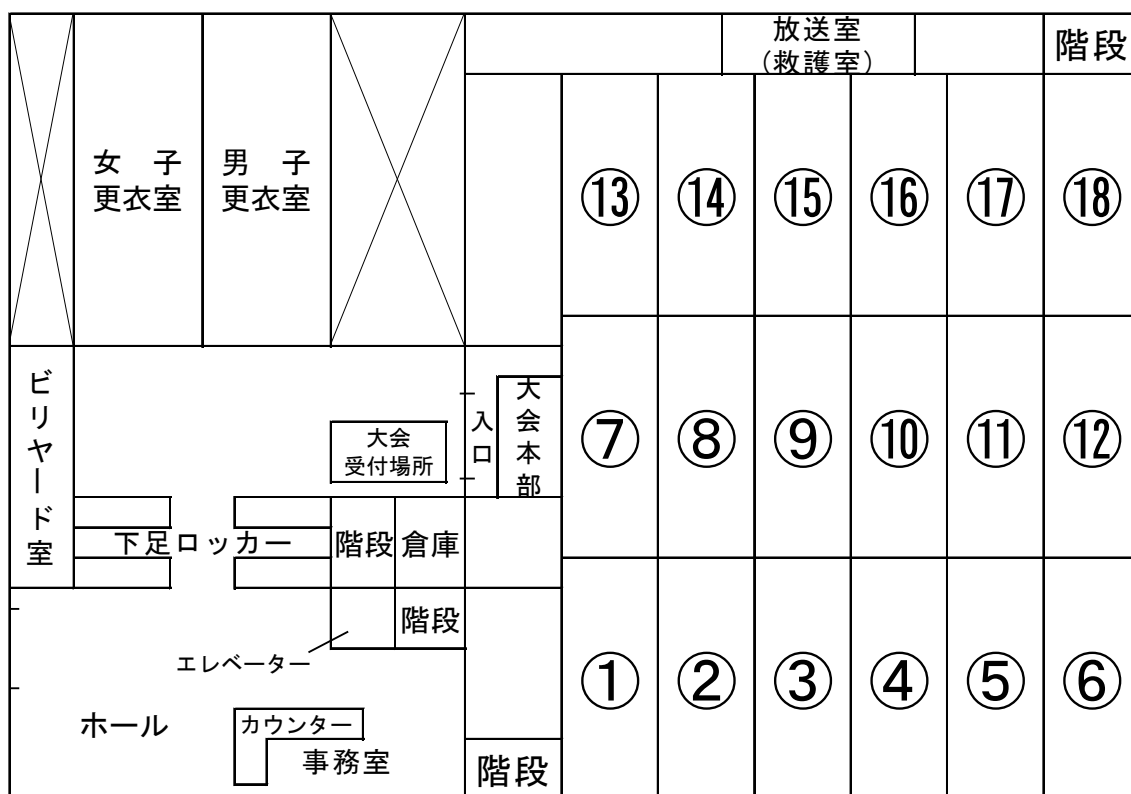 放送室
(救護室)
階段
女　子
更衣室
男　子
更衣室
⑬
⑭
⑮
⑯
⑰
⑱
ビリヤード室
大会
受付場所
入口
大会本部
⑦
⑧
⑨
⑩
⑪
⑫
下足ロッカー
階段
倉庫
階段
エレベーター
①
②
③
④
⑤
⑥
ホール
カウンター
事務室
階段